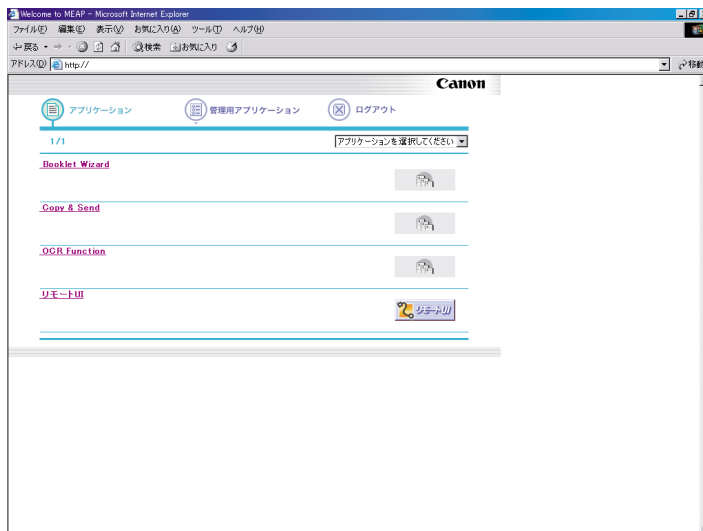 Welcome to MEAP - Microsoft Internet Explorer
ファイル(F) 編集(E) 表示(V) お気に入り(A) ツール(T) ヘルプ(H)
戻る 検索 お気に入り
アドレス(D) http:// 移動
Canon
アプリケーション 管理用アプリケーション ログアウト
1/1 アプリケーションを選択してください
Booklet Wizard
Copy & Send
OCR Function
リモートUI
リモートUI